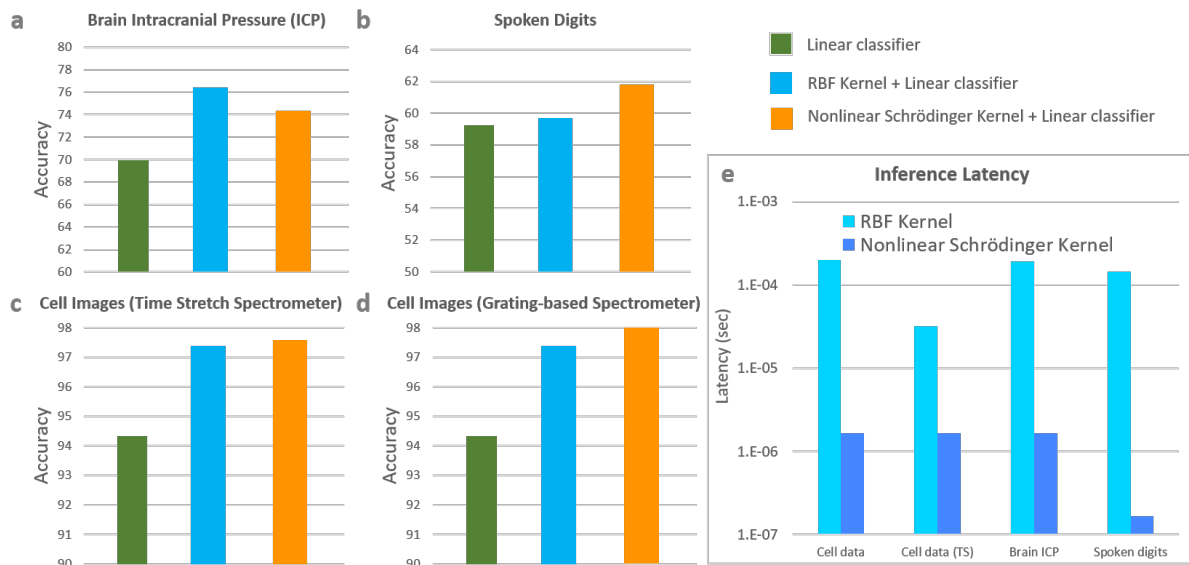 a
Brain Intracranial Pressure (ICP)
80
78
76
74
72
70
68
66
64
62
60
Accuracy
b
Spoken Digits
64
62
60
58
56
54
52
50
Accuracy
Linear classifier
RBF Kernel + Linear classifier
Nonlinear Schrödinger Kernel + Linear classifier
c
Cell Images (Time Stretch Spectrometer)
98
97
96
95
94
93
92
91
90
Accuracy
d
Cell Images (Grating-based Spectrometer)
98
97
96
95
94
93
92
91
90
Accuracy
e
Inference Latency
1.E-03
1.E-04
1.E-05
1.E-06
1.E-07
Latency (sec)
RBF Kernel
Nonlinear Schrödinger Kernel
Cell data
Cell data (TS)
Brain ICP
Spoken digits